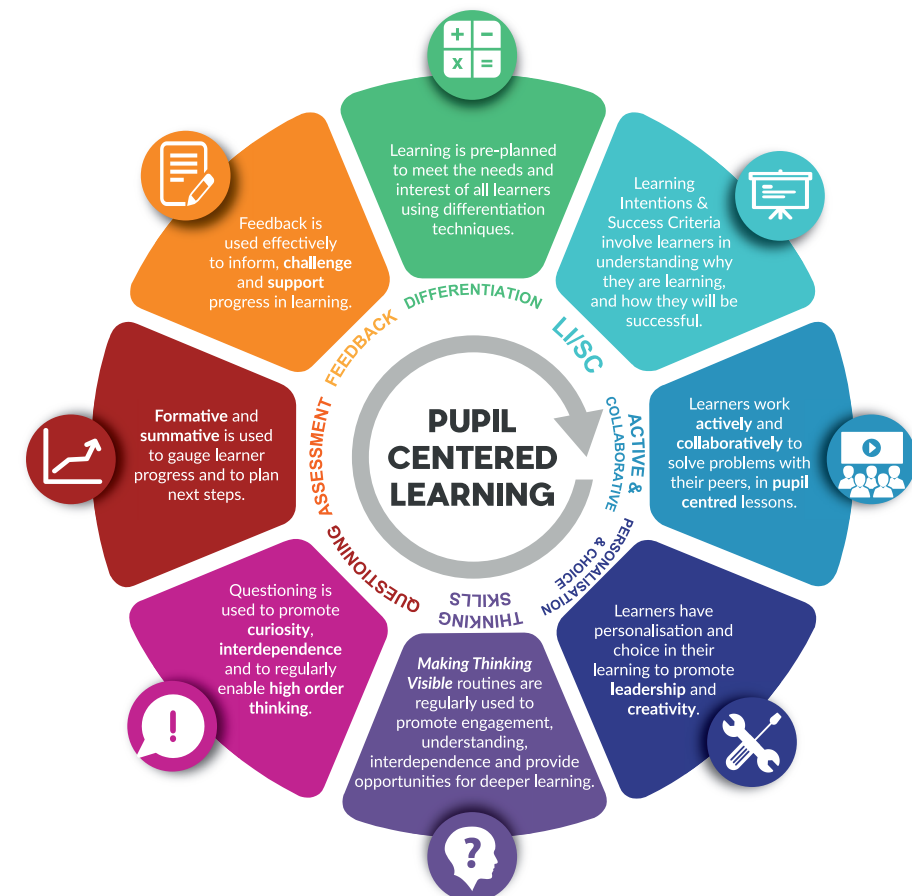 + −
x =
Learning is pre-planned
to meet the needs and
interest of all learners
using differentiation
techniques.
DIFFERENTIATION
Learning
Intentions &
Success Criteria
involve learners in
understanding why
they are learning,
and how they will be
successful.
LI/SC
Learners work
actively and
collaboratively to
solve problems with
their peers, in pupil
centred lessons.
ACTIVE &
COLLABORATIVE
Learners have
personalisation and
choice in their
learning to promote
leadership and
creativity.
PERSONALISATION
& CHOICE
Making Thinking
Visible routines are
regularly used to
promote engagement,
understanding,
interdependence and provide
opportunities for deeper learning.
THINKING
SKILLS
?
Questioning is
used to promote
curiosity,
interdependence
and to regularly
enable high order
thinking.
QUESTIONING
!
Formative and
summative is used
to gauge learner
progress and to plan
next steps.
ASSESSMENT
Feedback is
used effectively
to inform, challenge
and support
progress in learning.
FEEDBACK
PUPIL
CENTERED
LEARNING